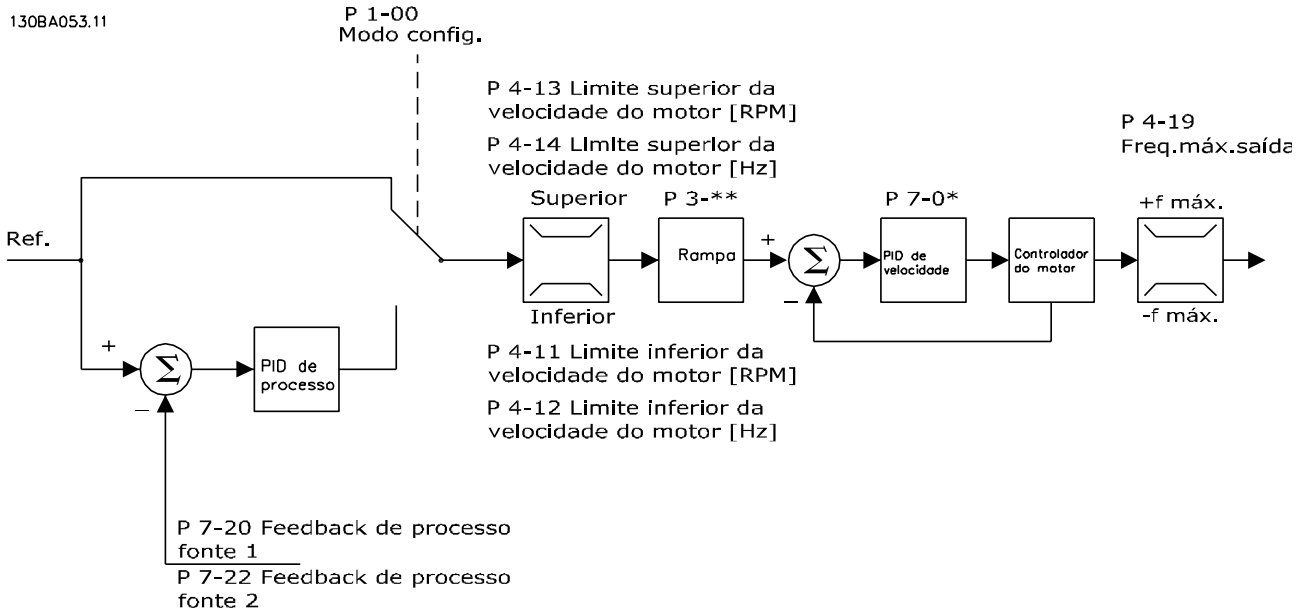 130BA053.11
P 1-00
Modo config.
P 4-13 Limite superior da
velocidade do motor [RPM]
P 4-14 Limite superior da
velocidade do motor [Hz]
P 4-19
Freq.máx.saída
Superior
P 3-**
P 7-0*
+f máx.
Ref.
Rampa
+
Σ
_
PID de
velocidade
Controlador
do motor
Inferior
-f máx.
+
Σ
_
PID de
processo
P 4-11 Limite inferior da
velocidade do motor [RPM]
P 4-12 Limite inferior da
velocidade do motor [Hz]
P 7-20 Feedback de processo
fonte 1
P 7-22 Feedback de processo
fonte 2